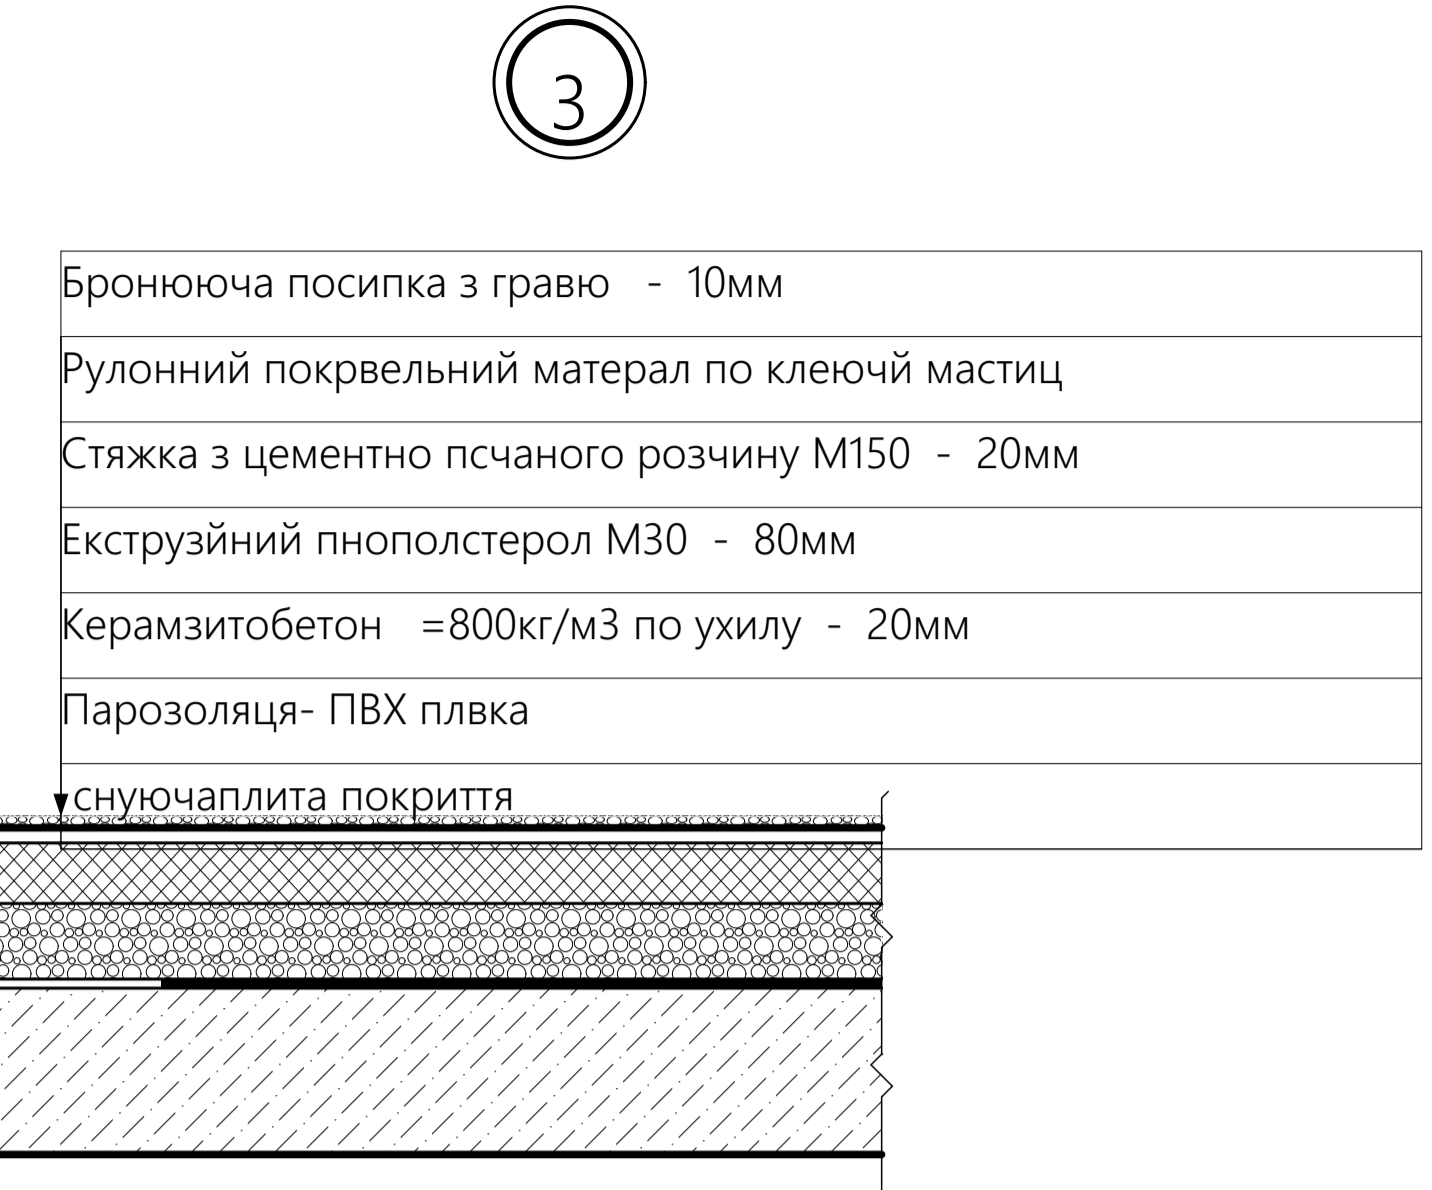 3
Бронююча посипка з гравю - 10мм
Рулонний покрвельний матерал по клеючй мастиц
Стяжка з цементно псчаного розчину М150 - 20мм
Екструзйний пнополстерол М30 - 80мм
Керамзитобетон =800кг/м3 по ухилу - 20мм
Парозоляця- ПВХ плвка
снуючаплита покриття